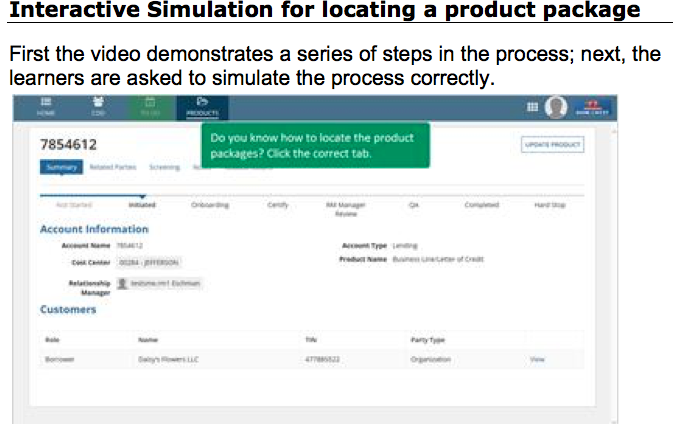 Interactive Simulation for locating a product package
First the video demonstrates a series of steps in the process; next, the
learners are asked to simulate the process correctly.
HOME CDD TO DO PRODUCTS
Do you know how to locate the product
packages? Click the correct tab.
7854612
UPDATE PRODUCT
Summary Related Parties Screening
Not Started Initiated Onboarding Certify RM Manager QA Completed Hard Stop
Review
Account Information
Account Name 7854612 Account Type Lending
Cost Center 00284 - JEFFERSON Product Name Business Line/Letter of Credit
Relationship
Manager
Customers
Role Name TIN Party Type
Borrower Daisy's Flowers LLC 477885522 Organization View